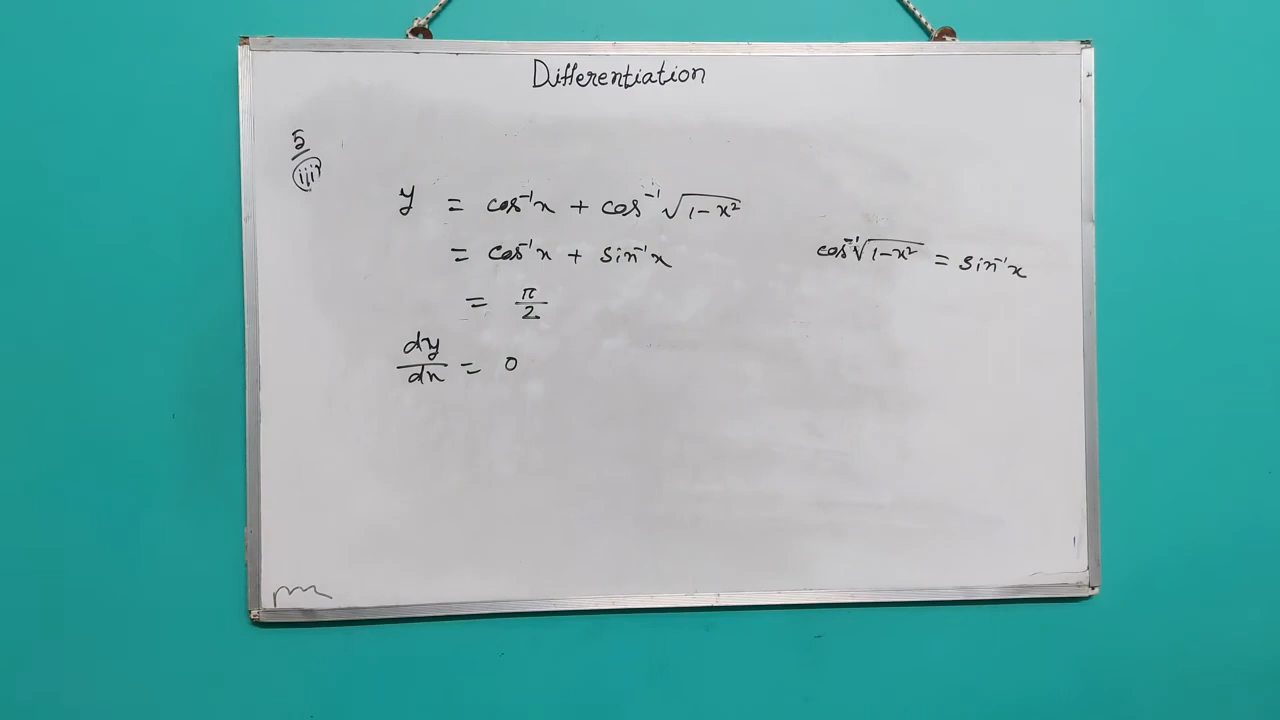 Differentiation
5
iii
y = cos⁻¹x + cos⁻¹√(1-x²)
= cos⁻¹x + sin⁻¹x
cos⁻¹√(1-x²) = sin⁻¹x
= π/2
dy/dx = 0